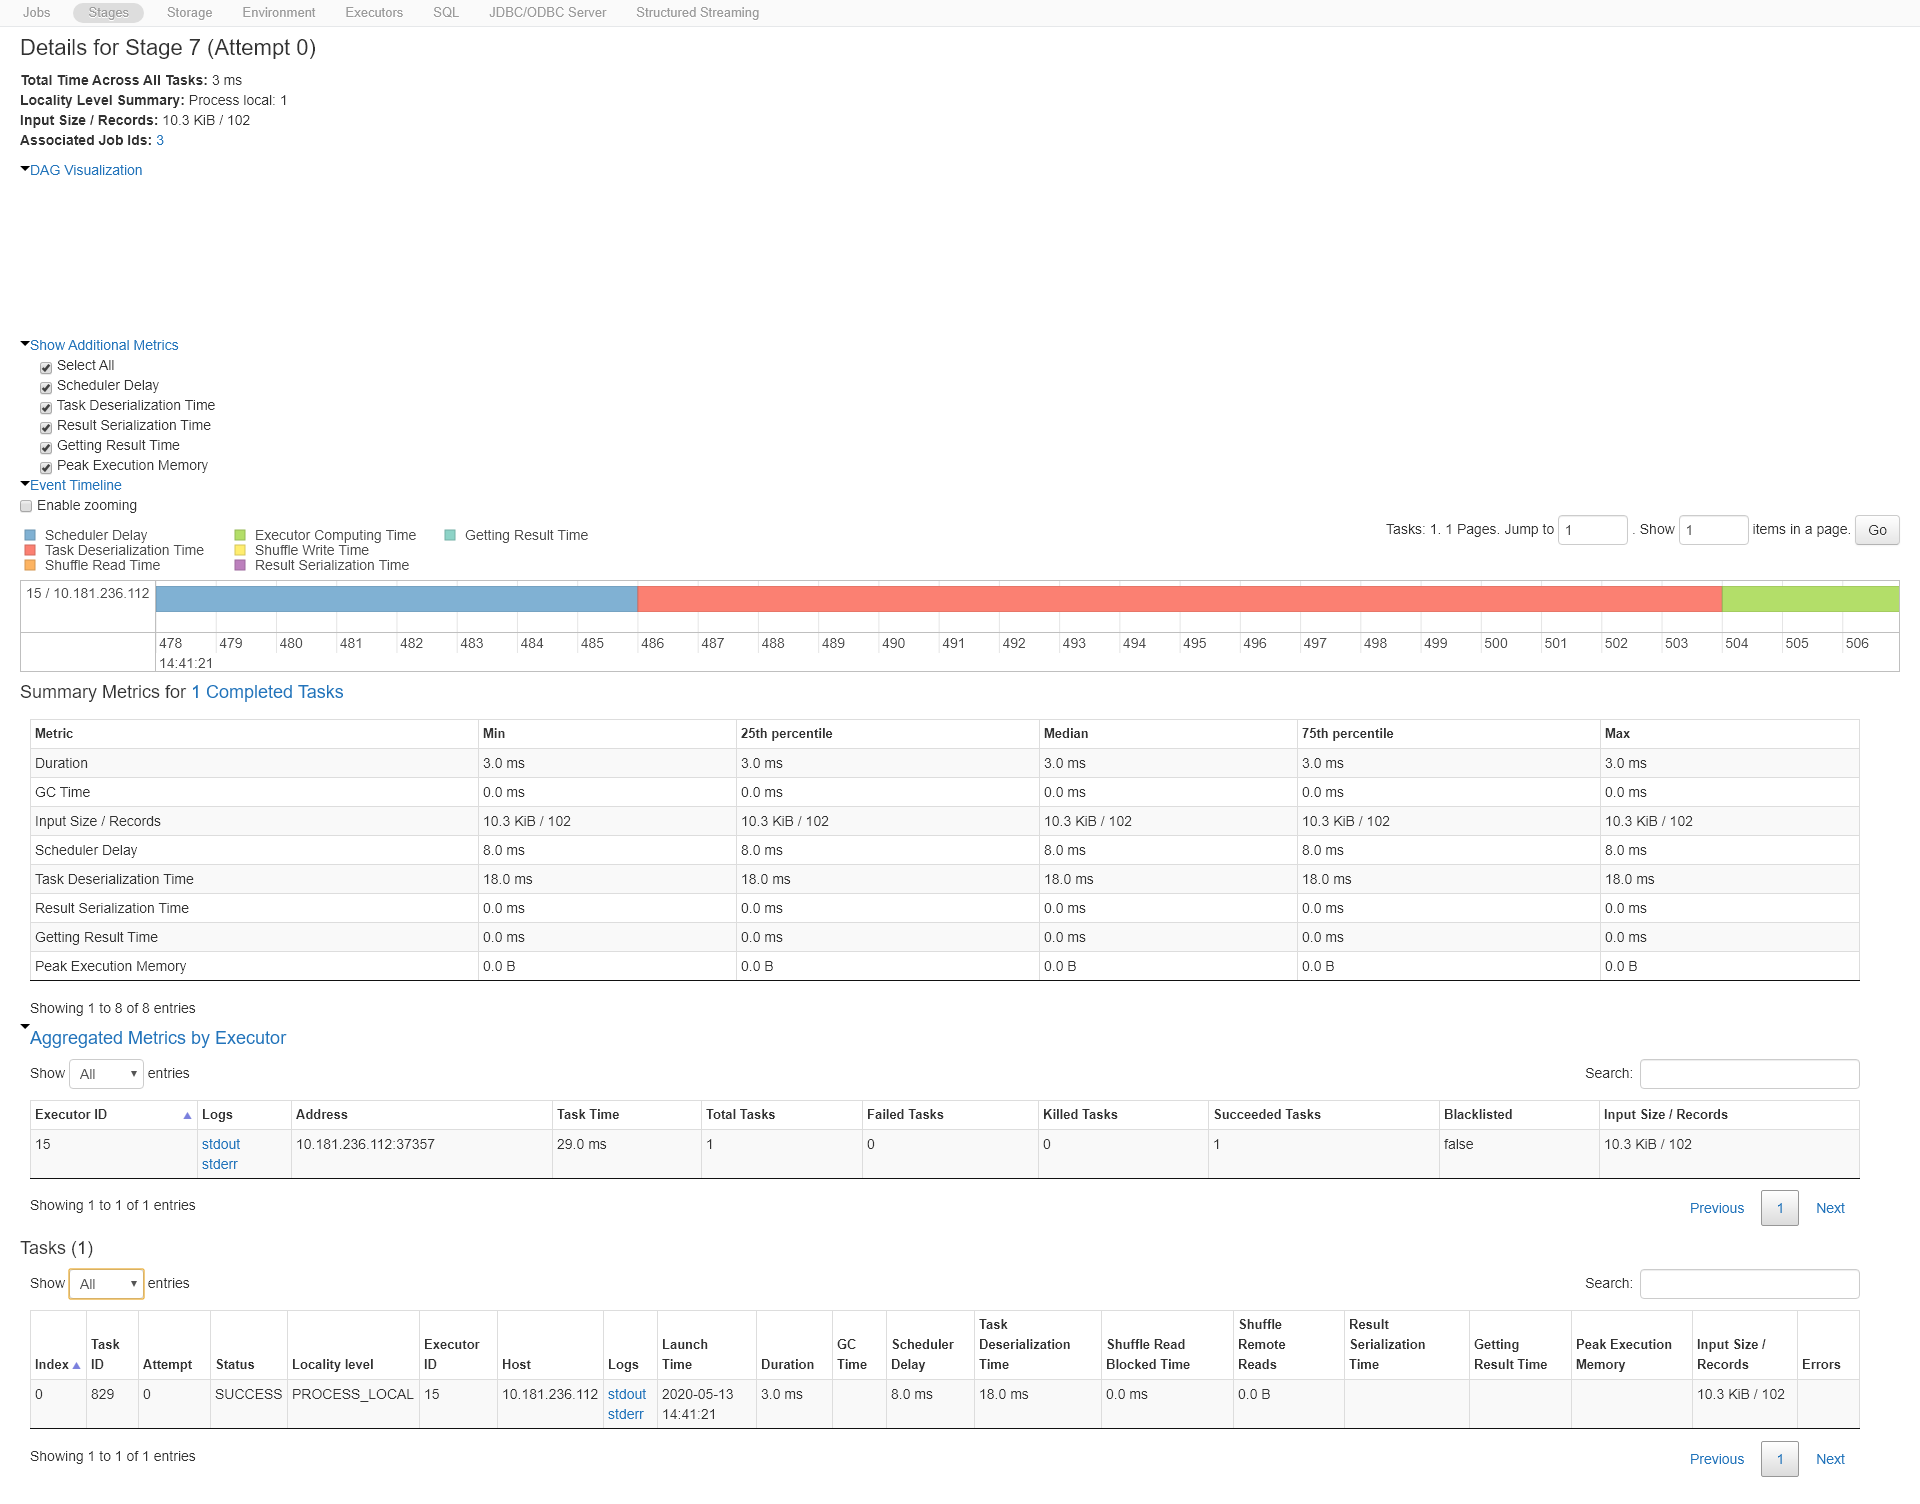 Jobs Stages Storage Environment Executors SQL JDBC/ODBC Server Structured Streaming
Details for Stage 7 (Attempt 0)
Total Time Across All Tasks: 3 ms
Locality Level Summary: Process local: 1
Input Size / Records: 10.3 KiB / 102
Associated Job Ids: 3
DAG Visualization
Show Additional Metrics
Select All
Scheduler Delay
Task Deserialization Time
Result Serialization Time
Getting Result Time
Peak Execution Memory
Event Timeline
Enable zooming
Tasks: 1. 1 Pages. Jump to 1 . Show 1 items in a page. Go
Scheduler Delay Executor Computing Time Getting Result Time
Task Deserialization Time Shuffle Write Time
Shuffle Read Time Result Serialization Time
15 / 10.181.236.112
478 479 480 481 482 483 484 485 486 487 488 489 490 491 492 493 494 495 496 497 498 499 500 501 502 503 504 505 506
14:41:21
Summary Metrics for 1 Completed Tasks
Metric Min 25th percentile Median 75th percentile Max
Duration 3.0 ms 3.0 ms 3.0 ms 3.0 ms 3.0 ms
GC Time 0.0 ms 0.0 ms 0.0 ms 0.0 ms 0.0 ms
Input Size / Records 10.3 KiB / 102 10.3 KiB / 102 10.3 KiB / 102 10.3 KiB / 102 10.3 KiB / 102
Scheduler Delay 8.0 ms 8.0 ms 8.0 ms 8.0 ms 8.0 ms
Task Deserialization Time 18.0 ms 18.0 ms 18.0 ms 18.0 ms 18.0 ms
Result Serialization Time 0.0 ms 0.0 ms 0.0 ms 0.0 ms 0.0 ms
Getting Result Time 0.0 ms 0.0 ms 0.0 ms 0.0 ms 0.0 ms
Peak Execution Memory 0.0 B 0.0 B 0.0 B 0.0 B 0.0 B
Showing 1 to 8 of 8 entries
Aggregated Metrics by Executor
Show All entries Search:
Executor ID Logs Address Task Time Total Tasks Failed Tasks Killed Tasks Succeeded Tasks Blacklisted Input Size / Records
15 stdout 10.181.236.112:37357 29.0 ms 1 0 0 1 false 10.3 KiB / 102
stderr
Showing 1 to 1 of 1 entries Previous 1 Next
Tasks (1)
Show All entries Search:
Task Shuffle Result
Task Executor Launch GC Scheduler Deserialization Shuffle Read Remote Serialization Getting Peak Execution Input Size /
Index ID Attempt Status Locality level ID Host Logs Time Duration Time Delay Time Blocked Time Reads Time Result Time Memory Records Errors
0 829 0 SUCCESS PROCESS_LOCAL 15 10.181.236.112 stdout 2020-05-13 3.0 ms 8.0 ms 18.0 ms 0.0 ms 0.0 B 10.3 KiB / 102
stderr 14:41:21
Showing 1 to 1 of 1 entries Previous 1 Next